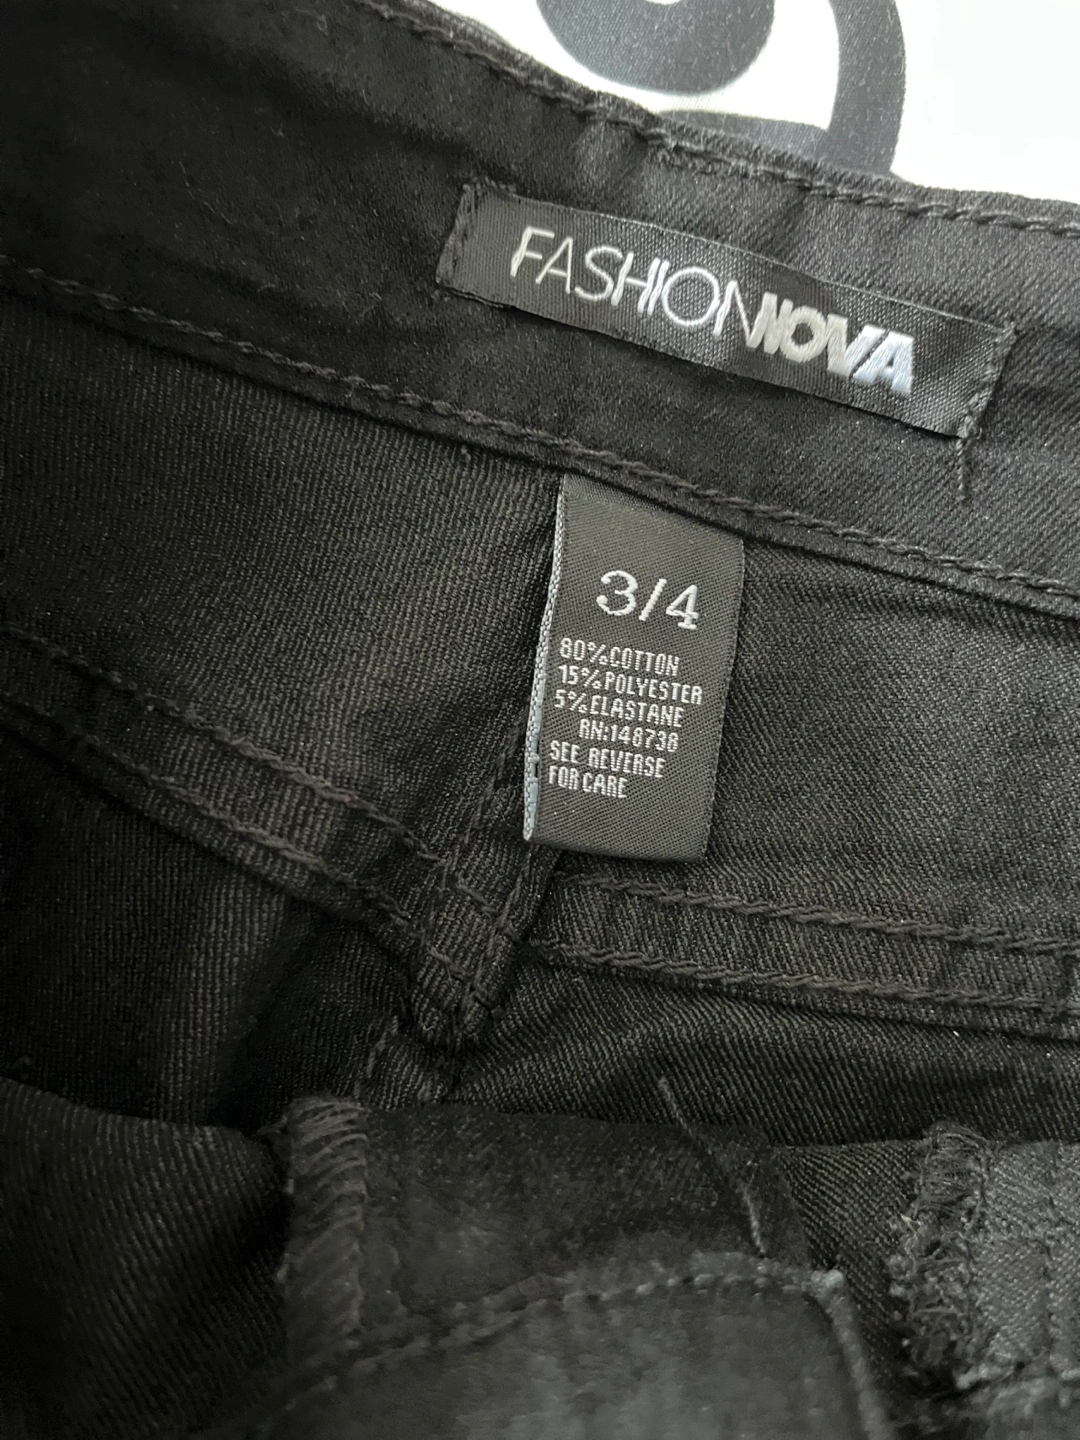 FASHIONNOVA
3/4
80%COTTON
15%POLYESTER
5%ELASTANE
RN:148738
SEE REVERSE
FOR CARE